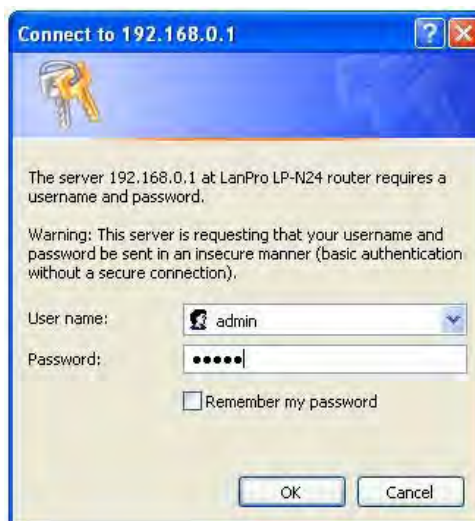 Connect to 192.168.0.1
The server 192.168.0.1 at LanPro LP-N24 router requires a
username and password.
Warning: This server is requesting that your username and
password be sent in an insecure manner (basic authentication
without a secure connection).
User name:
admin
Password:
•••••
Remember my password
OK
Cancel